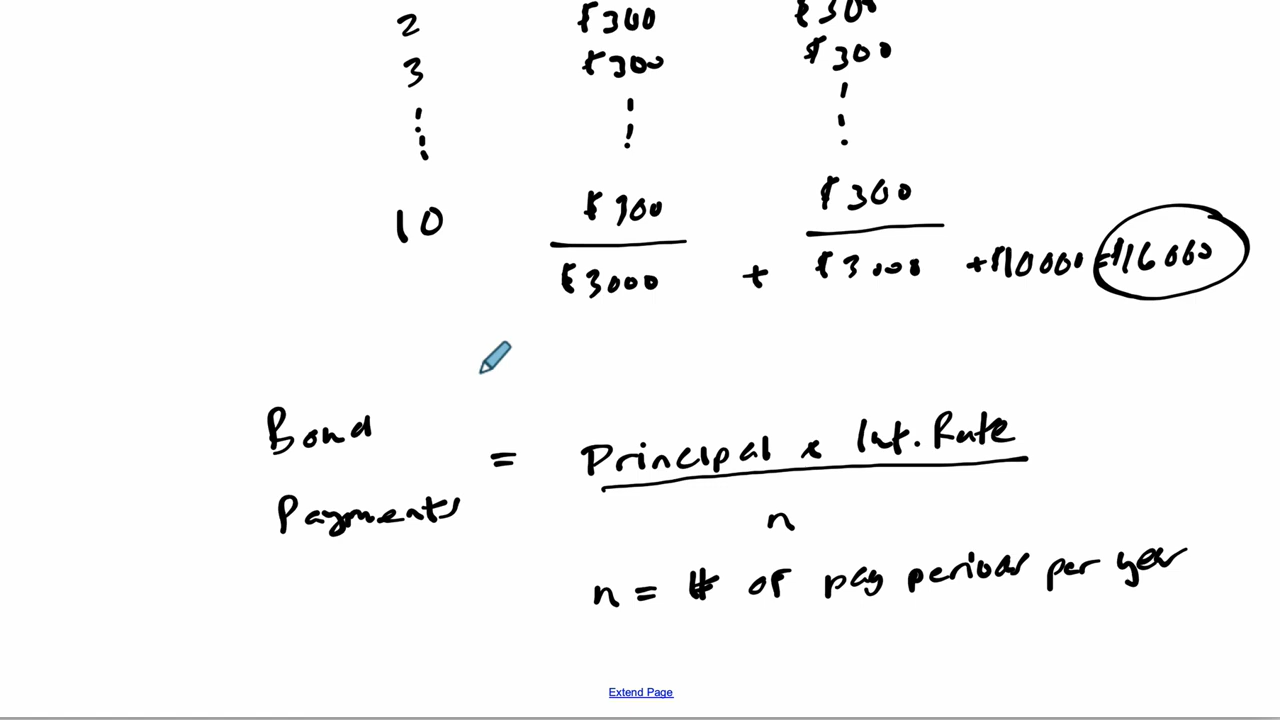 2 $300 $300
3 $300 $300
10 $300 $300
$3000 + $3000 + $10000 = $16000
Bond
Payments
= Principal x Int. Rate
n
n = # of pay periods per year
Extend Page